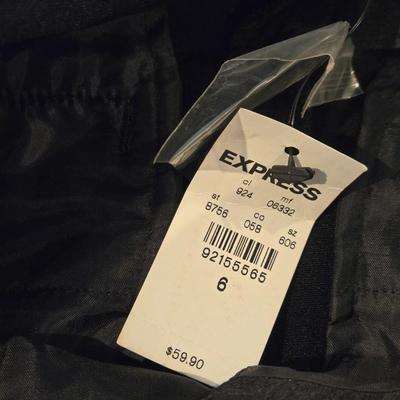 EXPRESS
cl mf
924 06332
st co sz
8756 058 606
92155565
6
$59.90